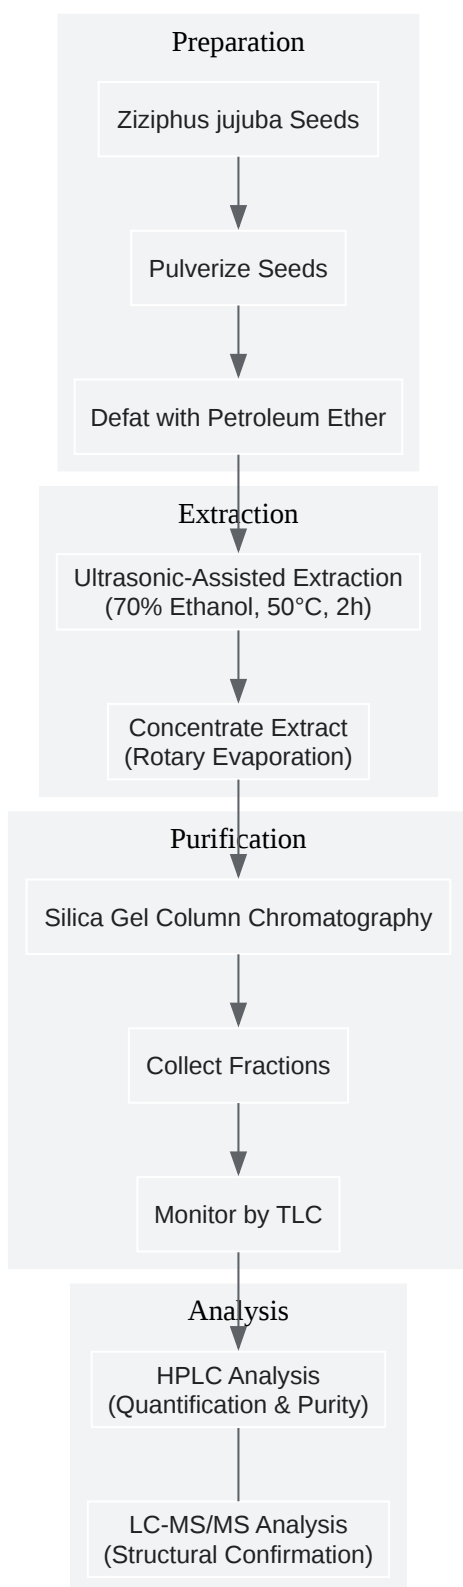 Preparation
Ziziphus jujuba Seeds
Pulverize Seeds
Defat with Petroleum Ether
Extraction
Ultrasonic-Assisted Extraction
(70% Ethanol, 50°C, 2h)
Concentrate Extract
(Rotary Evaporation)
Purification
Silica Gel Column Chromatography
Collect Fractions
Monitor by TLC
Analysis
HPLC Analysis
(Quantification & Purity)
LC-MS/MS Analysis
(Structural Confirmation)